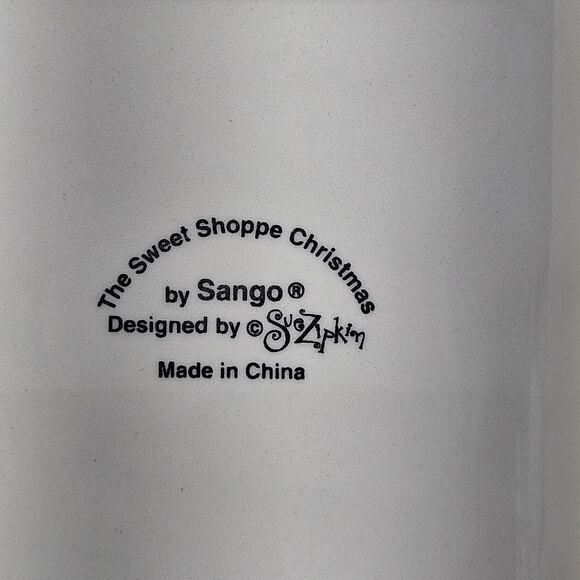 The Sweet Shoppe Christmas
by Sango®
Designed by © Sue Zipkin
Made in China